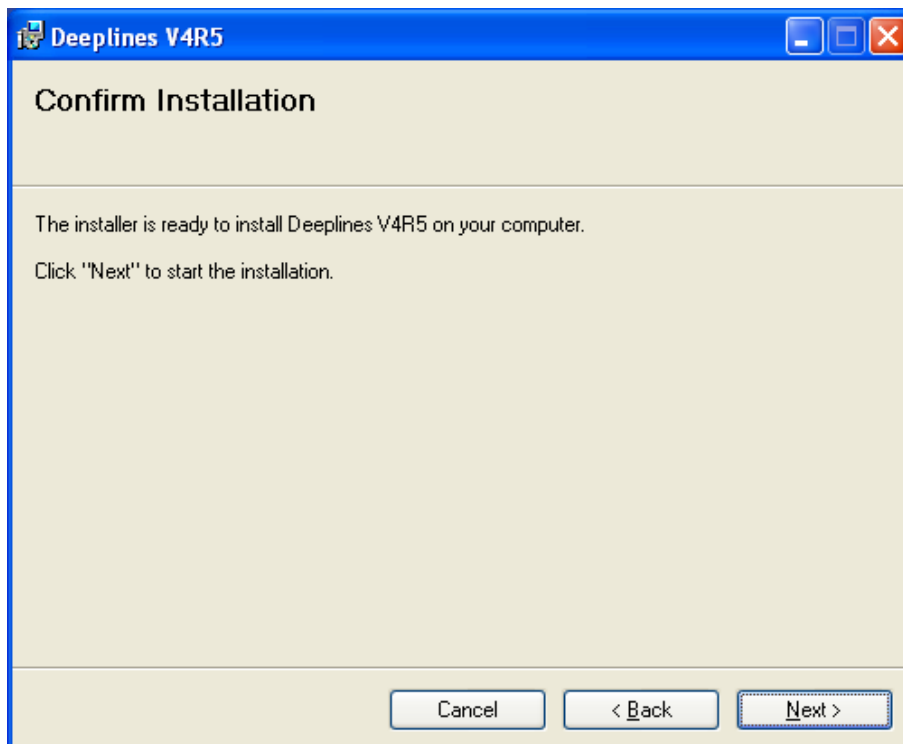 Deeplines V4R5
Confirm Installation
The installer is ready to install Deeplines V4R5 on your computer.
Click "Next" to start the installation.
Cancel
< Back
Next >